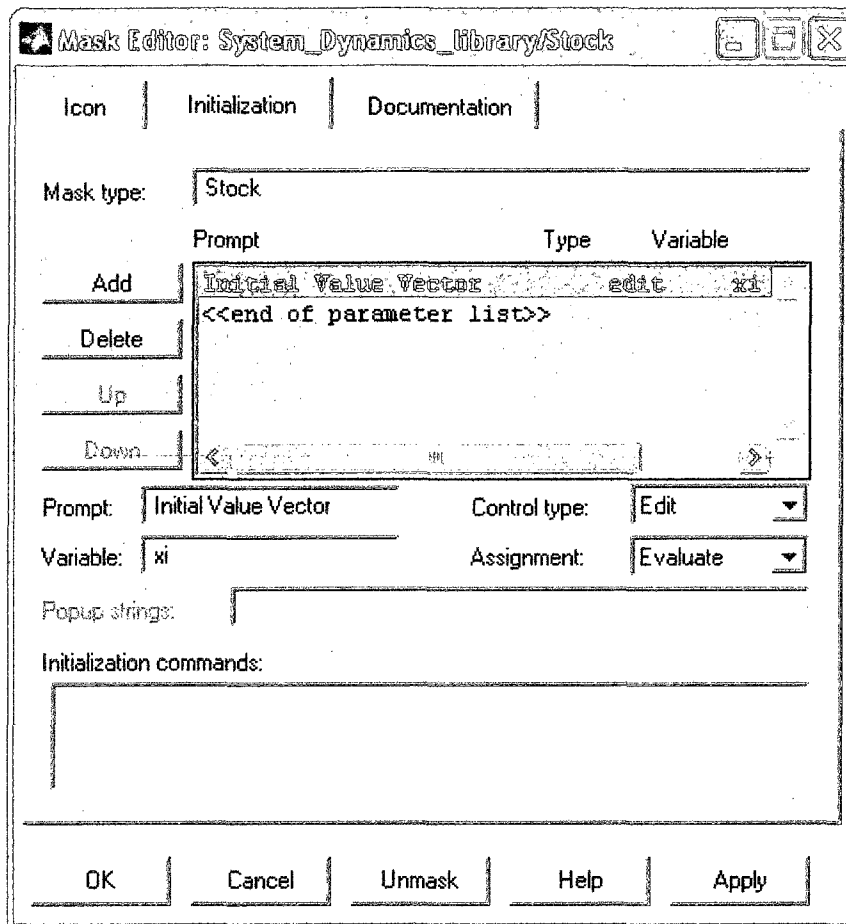 Mask Editor: System_Dynamics_library/Stock
Icon Initialization Documentation
Mask type: Stock
Prompt Type Variable
Add
Initial Value Vector edit xi
<<end of parameter list>>
Delete
Up
Down
Prompt: Initial Value Vector Control type: Edit
Variable: xi Assignment: Evaluate
Popup strings:
Initialization commands:
OK Cancel Unmask Help Apply